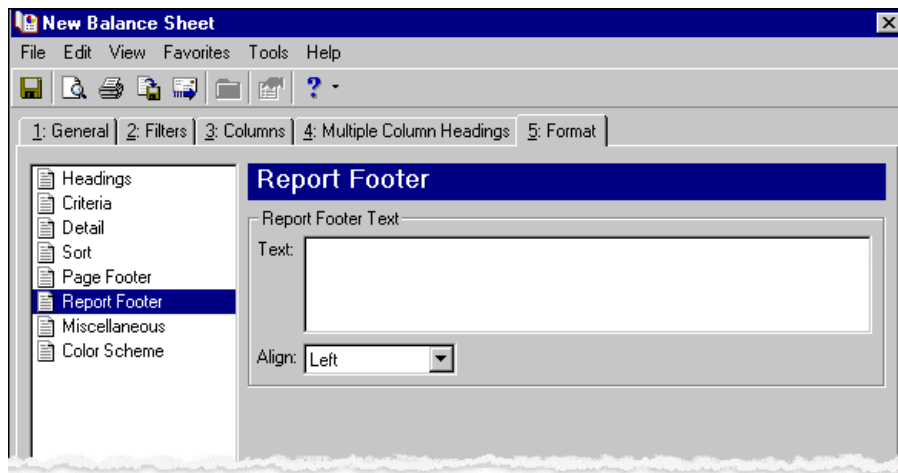 New Balance Sheet
File Edit View Favorites Tools Help
1: General 2: Filters 3: Columns 4: Multiple Column Headings 5: Format
Headings
Criteria
Detail
Sort
Page Footer
Report Footer
Miscellaneous
Color Scheme
Report Footer
Report Footer Text
Text:
Align: Left